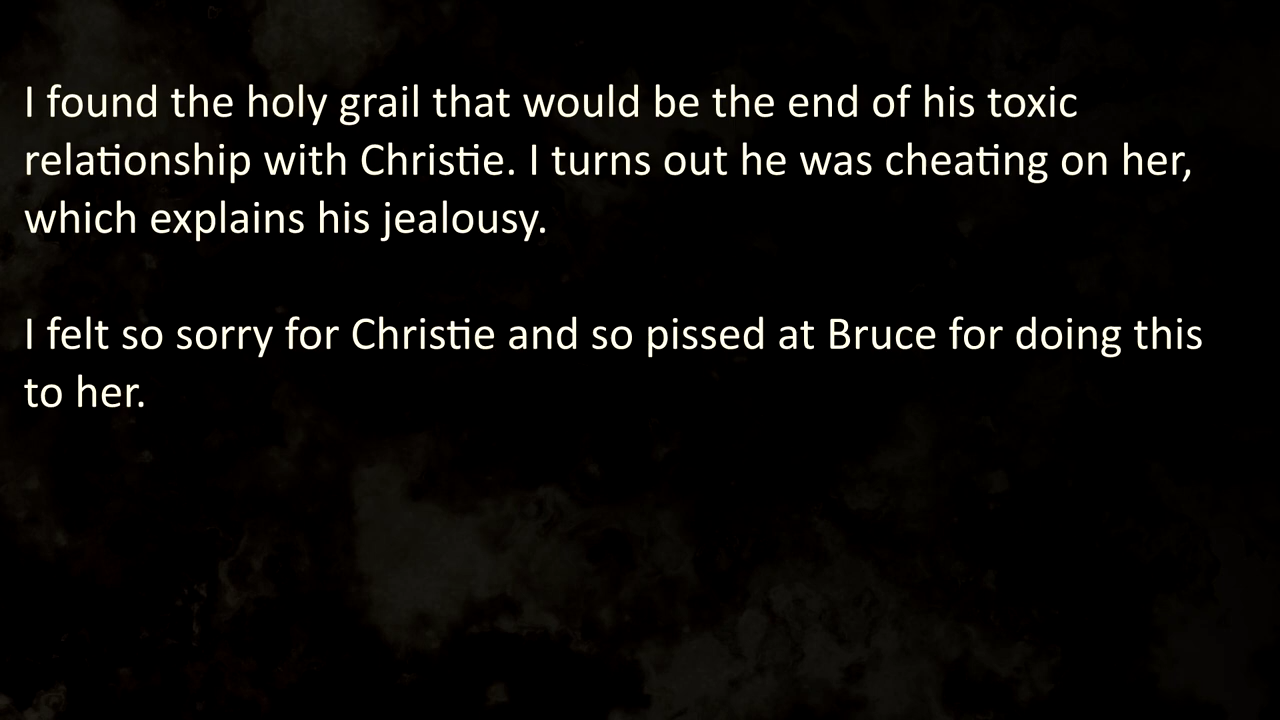 I found the holy grail that would be the end of his toxic
relationship with Christie. I turns out he was cheating on her,
which explains his jealousy.
I felt so sorry for Christie and so pissed at Bruce for doing this
to her.